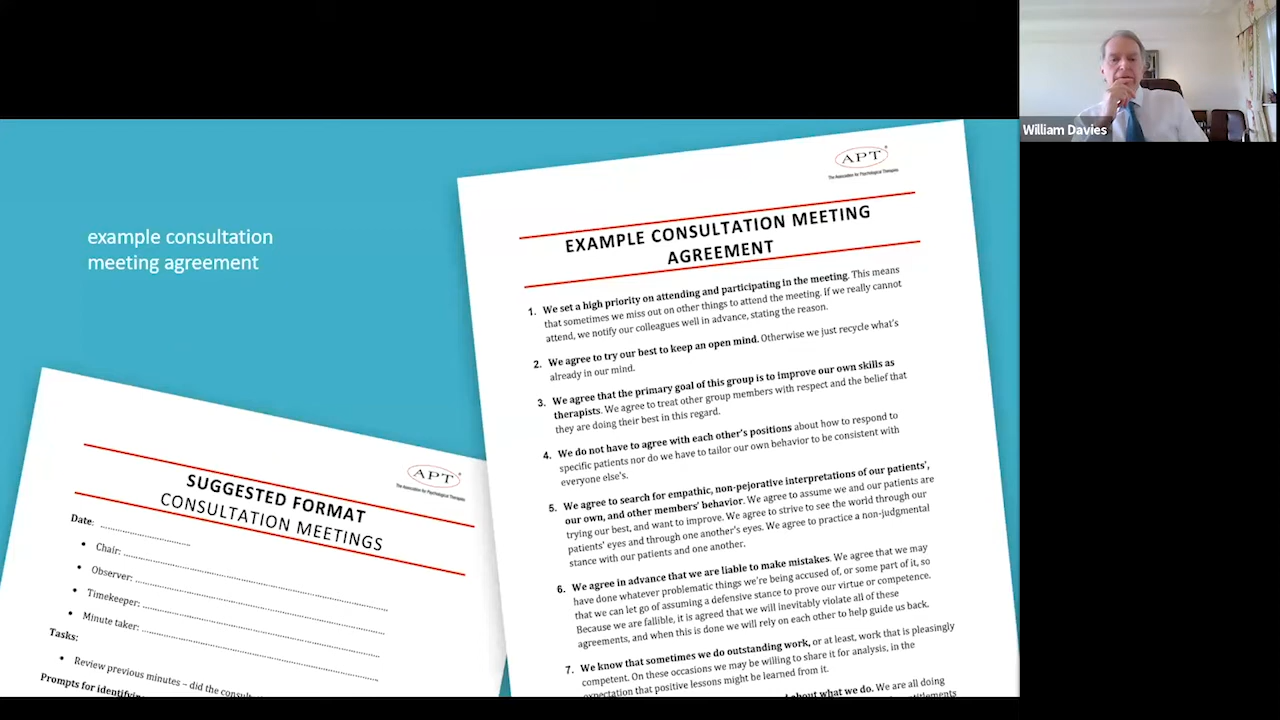 William Davies
example consultation
meeting agreement
APT
The Association for Psychological Therapies
EXAMPLE CONSULTATION MEETING
AGREEMENT
1. We set a high priority on attending and participating in the meeting. This means
that sometimes we miss out on other things to attend the meeting. If we really cannot
attend, we notify our colleagues well in advance, stating the reason.
2. We agree to try our best to keep an open mind. Otherwise we just recycle what's
already in our mind.
3. We agree that the primary goal of this group is to improve our own skills as
therapists. We agree to treat other group members with respect and the belief that
they are doing their best in this regard.
4. We do not have to agree with each other's positions about how to respond to
specific patients nor do we have to tailor our own behavior to be consistent with
everyone else's.
5. We agree to search for empathic, non-pejorative interpretations of our patients',
our own, and other members' behavior. We agree to assume we and our patients are
trying our best, and want to improve. We agree to strive to see the world through our
patients' eyes and through one another's eyes. We agree to practice a non-judgmental
stance with our patients and one another.
6. We agree in advance that we are liable to make mistakes. We agree that we may
have done whatever problematic things we're being accused of, or some part of it, so
that we can let go of assuming a defensive stance to prove our virtue or competence.
Because we are fallible, it is agreed that we will inevitably violate all of these
agreements, and when this is done we will rely on each other to help guide us back.
7. We know that sometimes we do outstanding work, or at least, work that is pleasingly
competent. On these occasions we may be willing to share it for analysis, in the
expectation that positive lessons might be learned from it.
about what we do. We are all doing
APT
The Association for Psychological Therapies
SUGGESTED FORMAT
CONSULTATION MEETINGS
Date: ..............................
• Chair: ..............................
• Observer: ..............................
• Timekeeper: ..............................
• Minute taker: ..............................
Tasks:
• Review previous minutes – did the
Prompts for